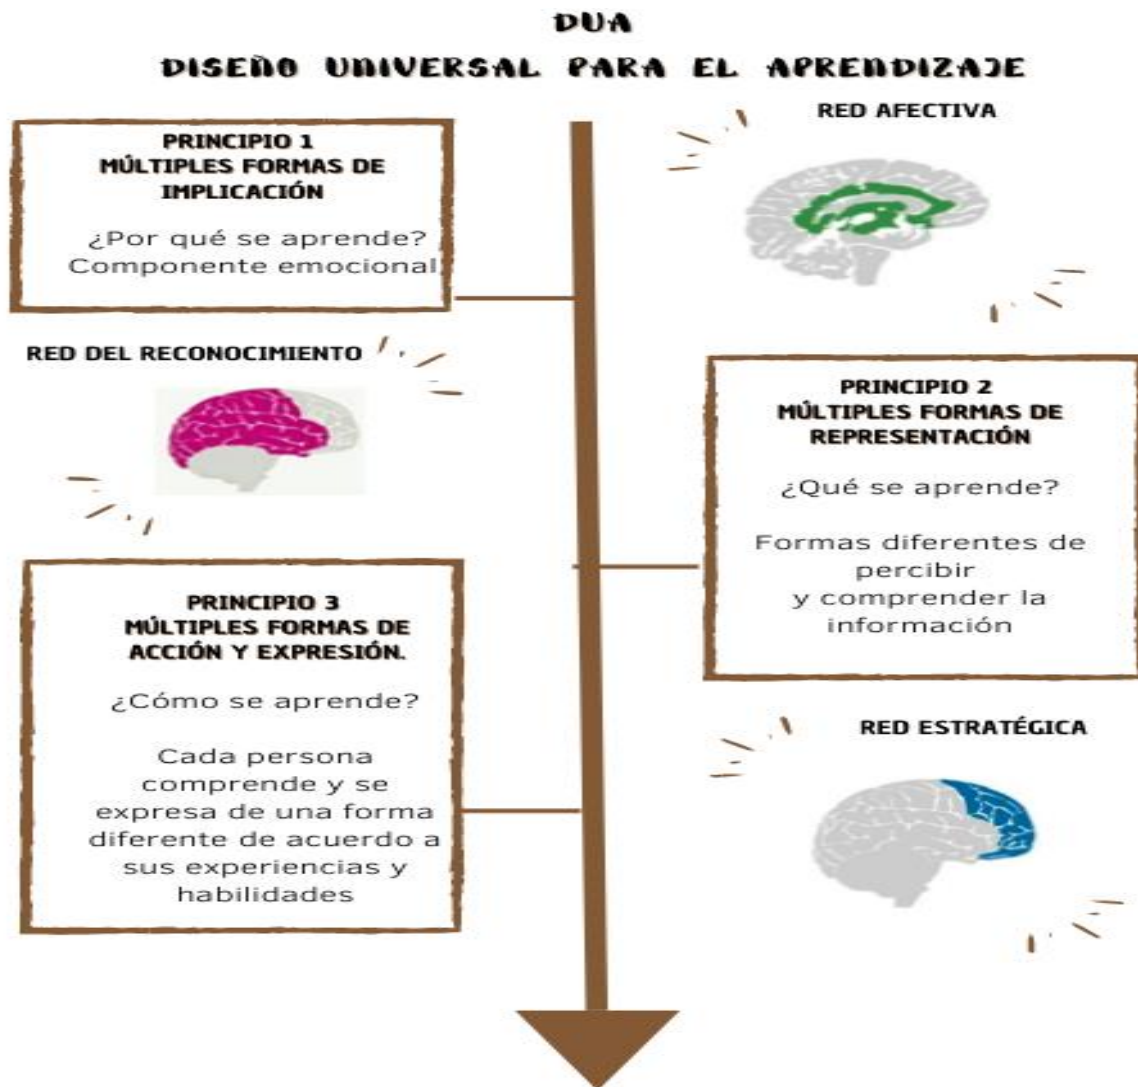 DUA
DISEÑO UNIVERSAL PARA EL APRENDIZAJE
PRINCIPIO 1
MÚLTIPLES FORMAS DE
IMPLICACIÓN
¿Por qué se aprende?
Componente emocional
RED AFECTIVA
RED DEL RECONOCIMIENTO
PRINCIPIO 2
MÚLTIPLES FORMAS DE
REPRESENTACIÓN
¿Qué se aprende?
Formas diferentes de
percibir
y comprender la
información
PRINCIPIO 3
MÚLTIPLES FORMAS DE
ACCIÓN Y EXPRESIÓN.
¿Cómo se aprende?
Cada persona
comprende y se
expresa de una forma
diferente de acuerdo a
sus experiencias y
habilidades
RED ESTRATÉGICA